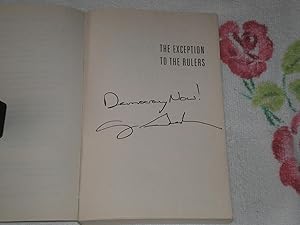 THE EXCEPTION
TO THE RULERS
Democracy Now!